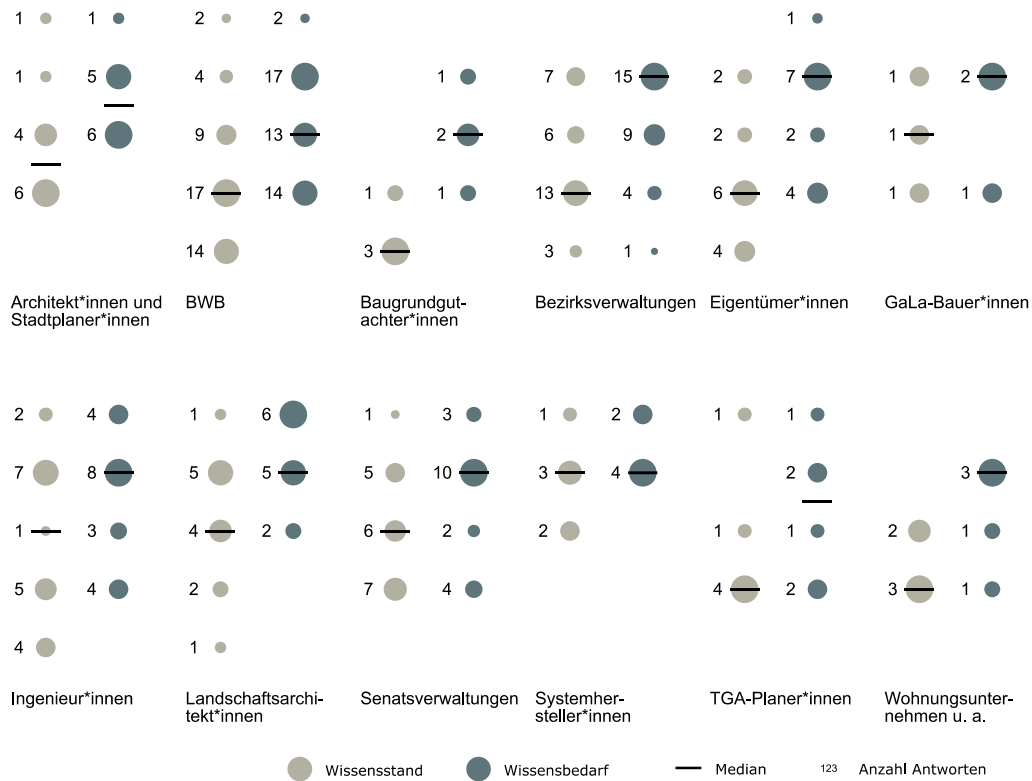 1 1 2 2 1
1 5 4 17 1 7 15 2 7 1 2
4 6 9 13 2 6 9 2 2 1
6 17 14 1 1 13 4 6 4 1 1
14 3 3 1 4
Architekt*innen und BWB Baugrundgut- Bezirksverwaltungen Eigentümer*innen GaLa-Bauer*innen
Stadtplaner*innen achter*innen
2 4 1 6 1 3 1 2 1 1
7 8 5 5 5 10 3 4 2 3
1 3 4 2 6 2 2 1 1 2 1
5 4 2 7 4 4 2 3 1
4 1
Ingenieur*innen Landschaftsarchi- Senatsverwaltungen Systemher- TGA-Planer*innen Wohnungsunter-
tekt*innen steller*innen nehmen u. a.
Wissensstand Wissensbedarf Median 123 Anzahl Antworten